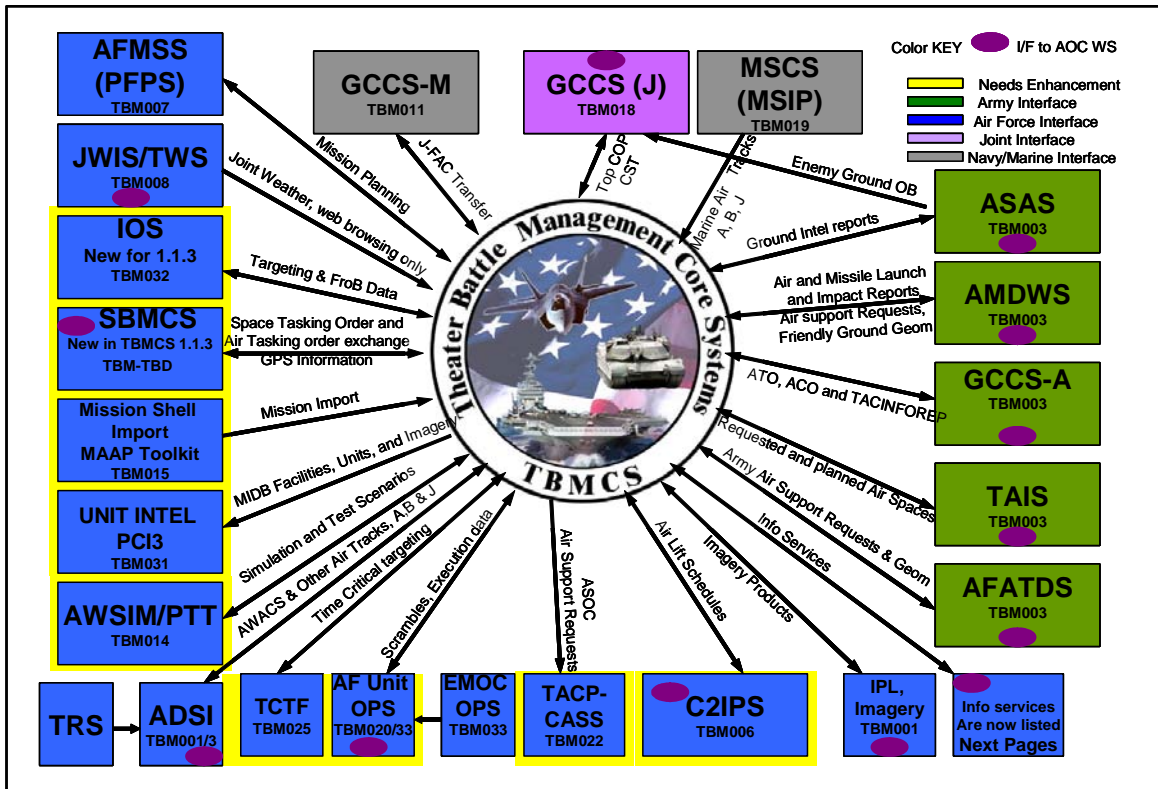 AFMSS
(PFPS)
TBM007
GCCS-M
TBM011
GCCS (J)
TBM018
MSCS
(MSIP)
TBM019
Color KEY
I/F to AOC WS
Needs Enhancement
Army Interface
Air Force Interface
Joint Interface
Navy/Marine Interface
JWIS/TWS
TBM008
IOS
New for 1.1.3
TBM032
SBMCS
New in TBMCS 1.1.3
TBM-TBD
Mission Shell
Import
MAAP Toolkit
TBM015
UNIT INTEL
PCI3
TBM031
AWSIM/PTT
TBM014
Mission Planning
Joint Weather, web browsing only
J-FAC Transfer
Top COP
CST
Marine Air Tracks
A, B, J
Enemy Ground OB
Ground Intel reports
Targeting & FroB Data
Space Tasking Order and
Air Tasking order exchange
GPS Information
Mission Import
MIDB Facilities, Units, and Imagery
Simulation and Test Scenarios
AWACS & Other Air Tracks, A,B & J
Time Critical targeting
Scrambles, Execution data
ASOC
Air Support Requests
Air Lift Schedules
Imagery Products
Info Services
Army Air Support Requests & Geom
Requested and planned Air Spaces
ATO, ACO and TACINFOREP
Air and Missile Launch
and Impact Reports
Air support Requests,
Friendly Ground Geom
Theater Battle Management Core Systems
TBMCS
ASAS
TBM003
AMDWS
TBM003
GCCS-A
TBM003
TAIS
TBM003
AFATDS
TBM003
TRS
ADSI
TBM001/3
TCTF
TBM025
AF Unit
OPS
TBM020/33
EMOC
OPS
TBM033
TACP-
CASS
TBM022
C2IPS
TBM006
IPL,
Imagery
TBM001
Info services
Are now listed
Next Pages